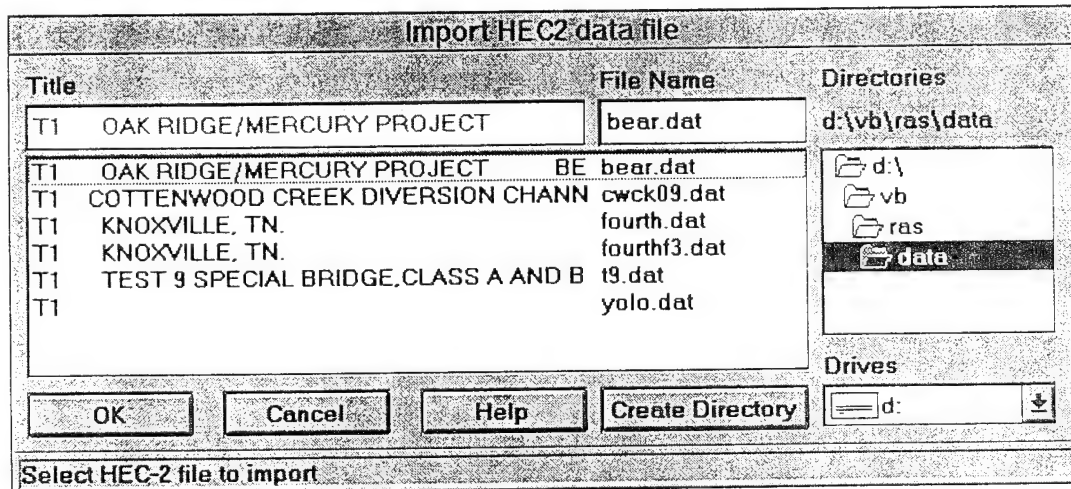 Import HEC2 data file
Title File Name Directories
T1 OAK RIDGE/MERCURY PROJECT bear.dat d:\vb\ras\data
T1 OAK RIDGE/MERCURY PROJECT BE bear.dat
T1 COTTENWOOD CREEK DIVERSION CHANN cwck09.dat
T1 KNOXVILLE, TN. fourth.dat
T1 KNOXVILLE, TN. fourthf3.dat
T1 TEST 9 SPECIAL BRIDGE,CLASS A AND B t9.dat
T1 yolo.dat
d:\
vb
ras
data
Drives
d:
OK Cancel Help Create Directory
Select HEC-2 file to import